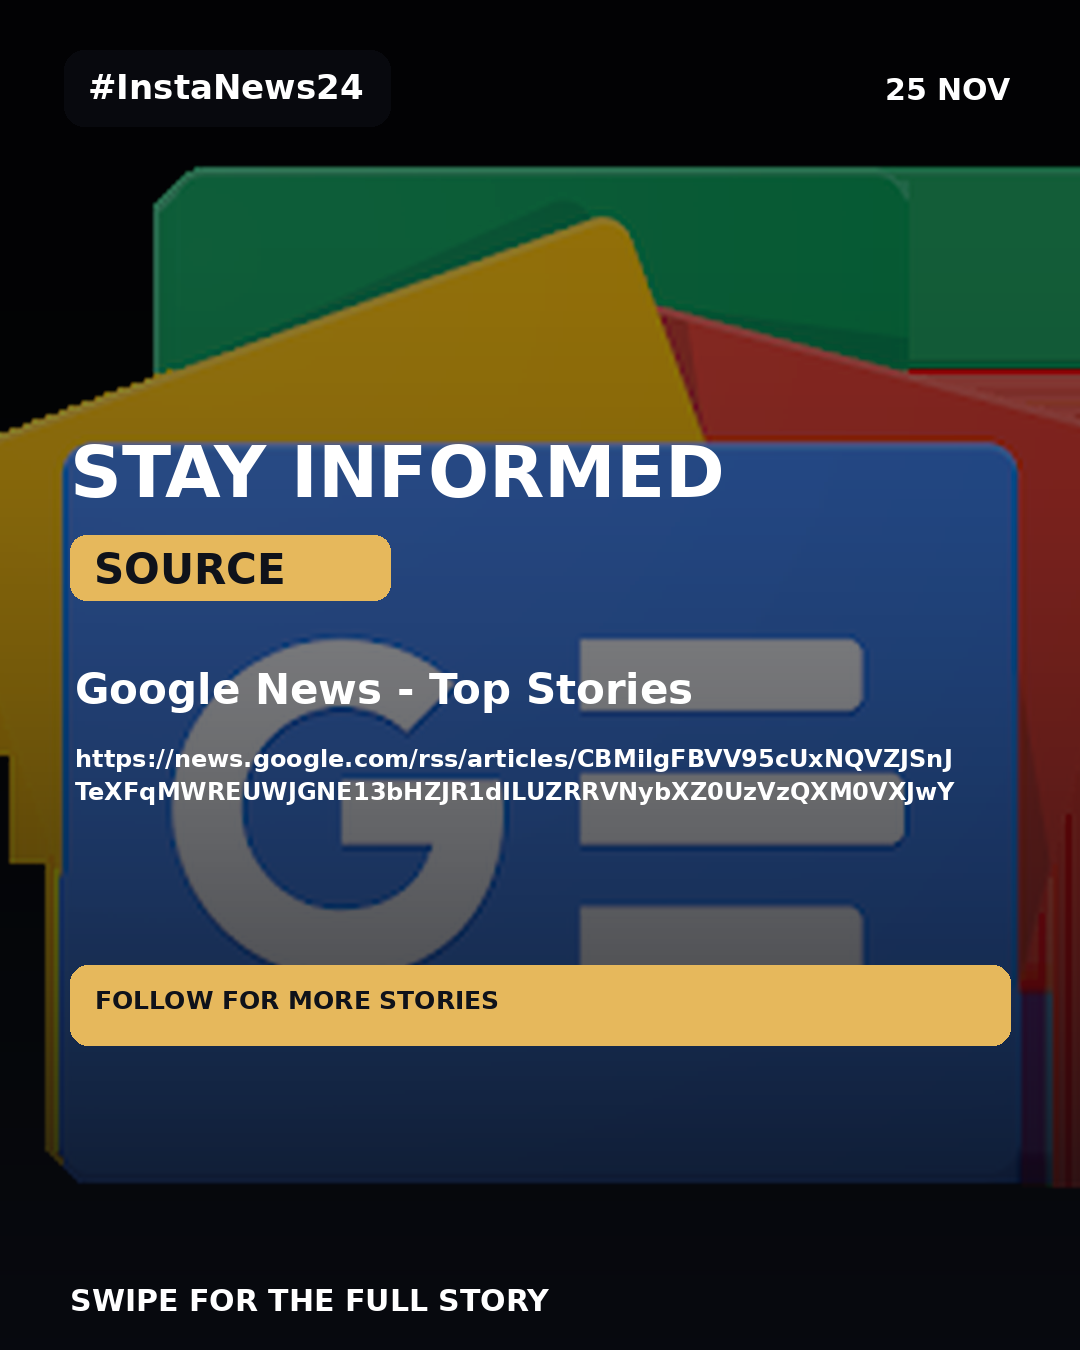 #InstaNews24
25 NOV
STAY INFORMED
SOURCE
Google News - Top Stories
https://news.google.com/rss/articles/CBMilgFBVV95cUxNQVZJSnJ
TeXFqMWREUWJGNE13bHZJR1dILUZRRVNybXZ0UzVzQXM0VXJwY
FOLLOW FOR MORE STORIES
SWIPE FOR THE FULL STORY